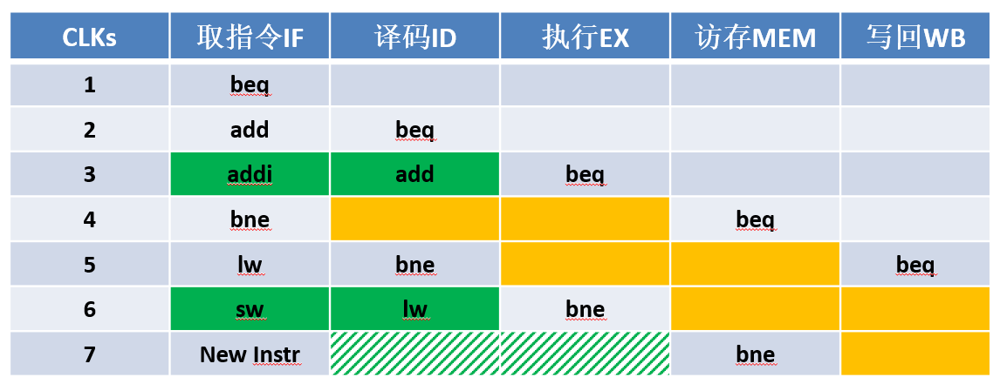 CLKs 取指令IF 译码ID 执行EX 访存MEM 写回WB
1 beq
2 add beq
3 addi add beq
4 bne beq
5 lw bne beq
6 sw lw bne
7 New Instr bne